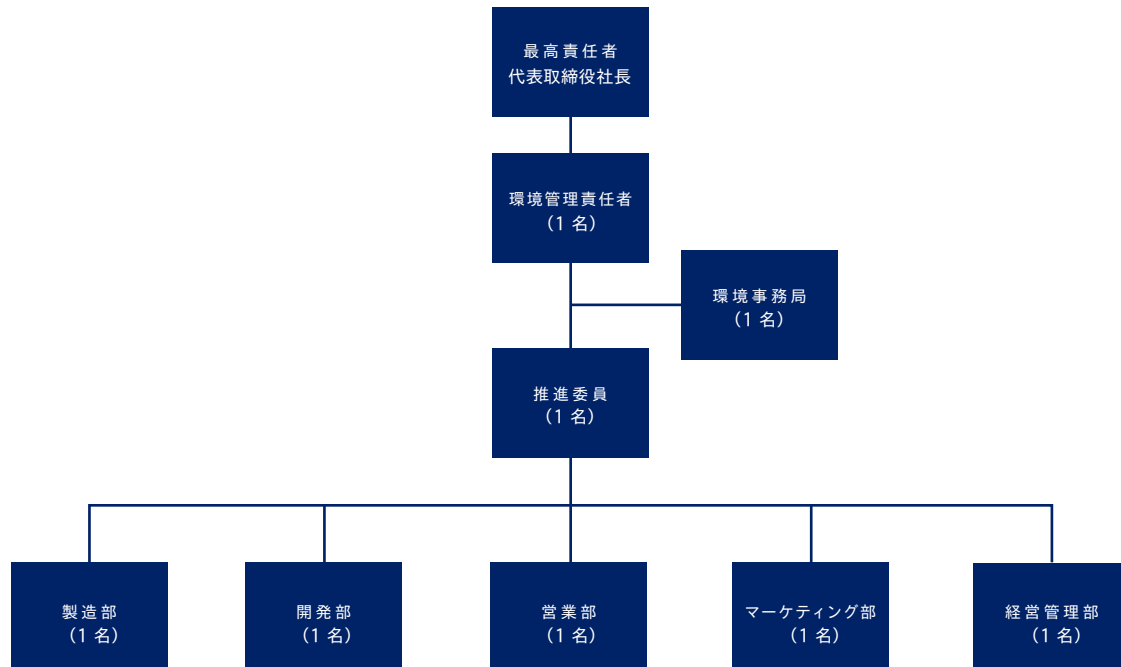 最高責任者
代表取締役社長
環境管理責任者
(1 名)
環境事務局
(1 名)
推進委員
(1 名)
製造部
(1 名)
開発部
(1 名)
営業部
(1 名)
マーケティング部
(1 名)
経営管理部
(1 名)